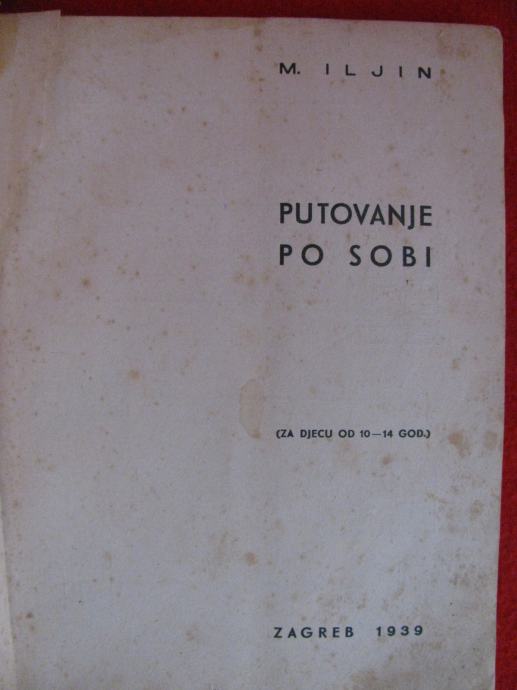 M. ILJIN
PUTOVANJE
PO SOBI
(ZA DJECU OD 10—14 GOD.)
ZAGREB 1939